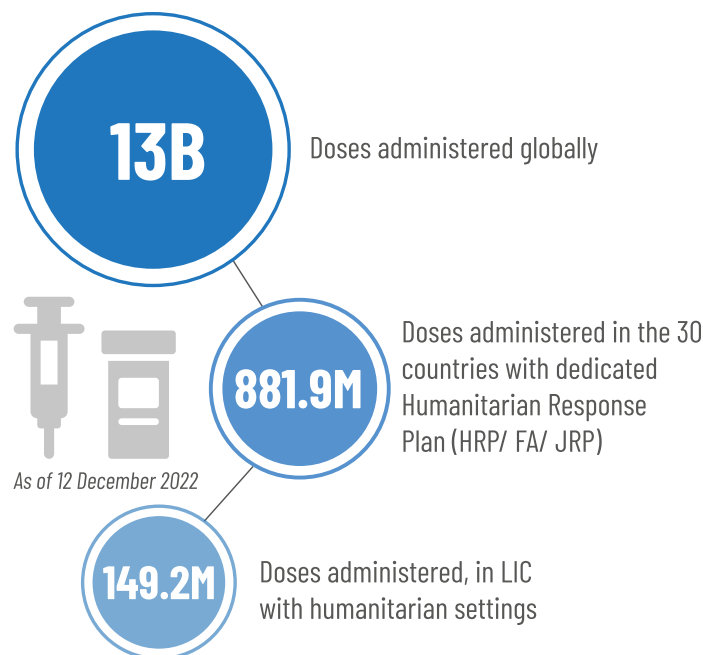 13B
Doses administered globally
881.9M
Doses administered in the 30
countries with dedicated
Humanitarian Response
Plan (HRP/ FA/ JRP)
As of 12 December 2022
149.2M
Doses administered, in LIC
with humanitarian settings